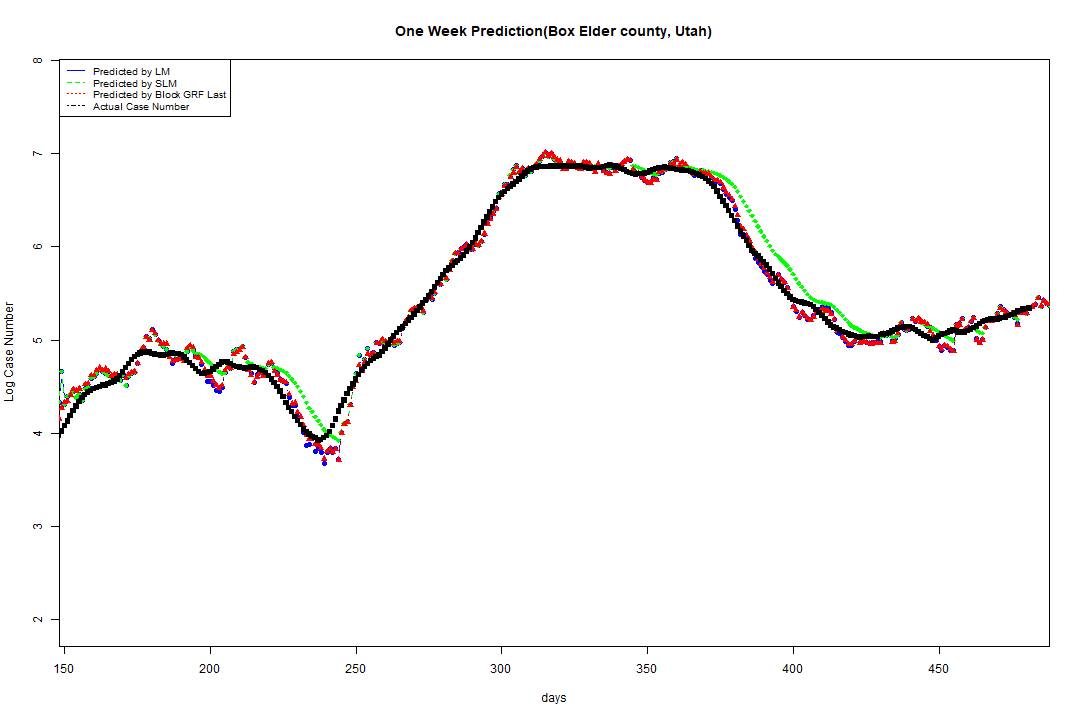 One Week Prediction(Box Elder county, Utah)
Predicted by LM
Predicted by SLM
Predicted by Block GRF Last
Actual Case Number
8
7
6
5
4
3
2
Log Case Number
150 200 250 300 350 400 450
days